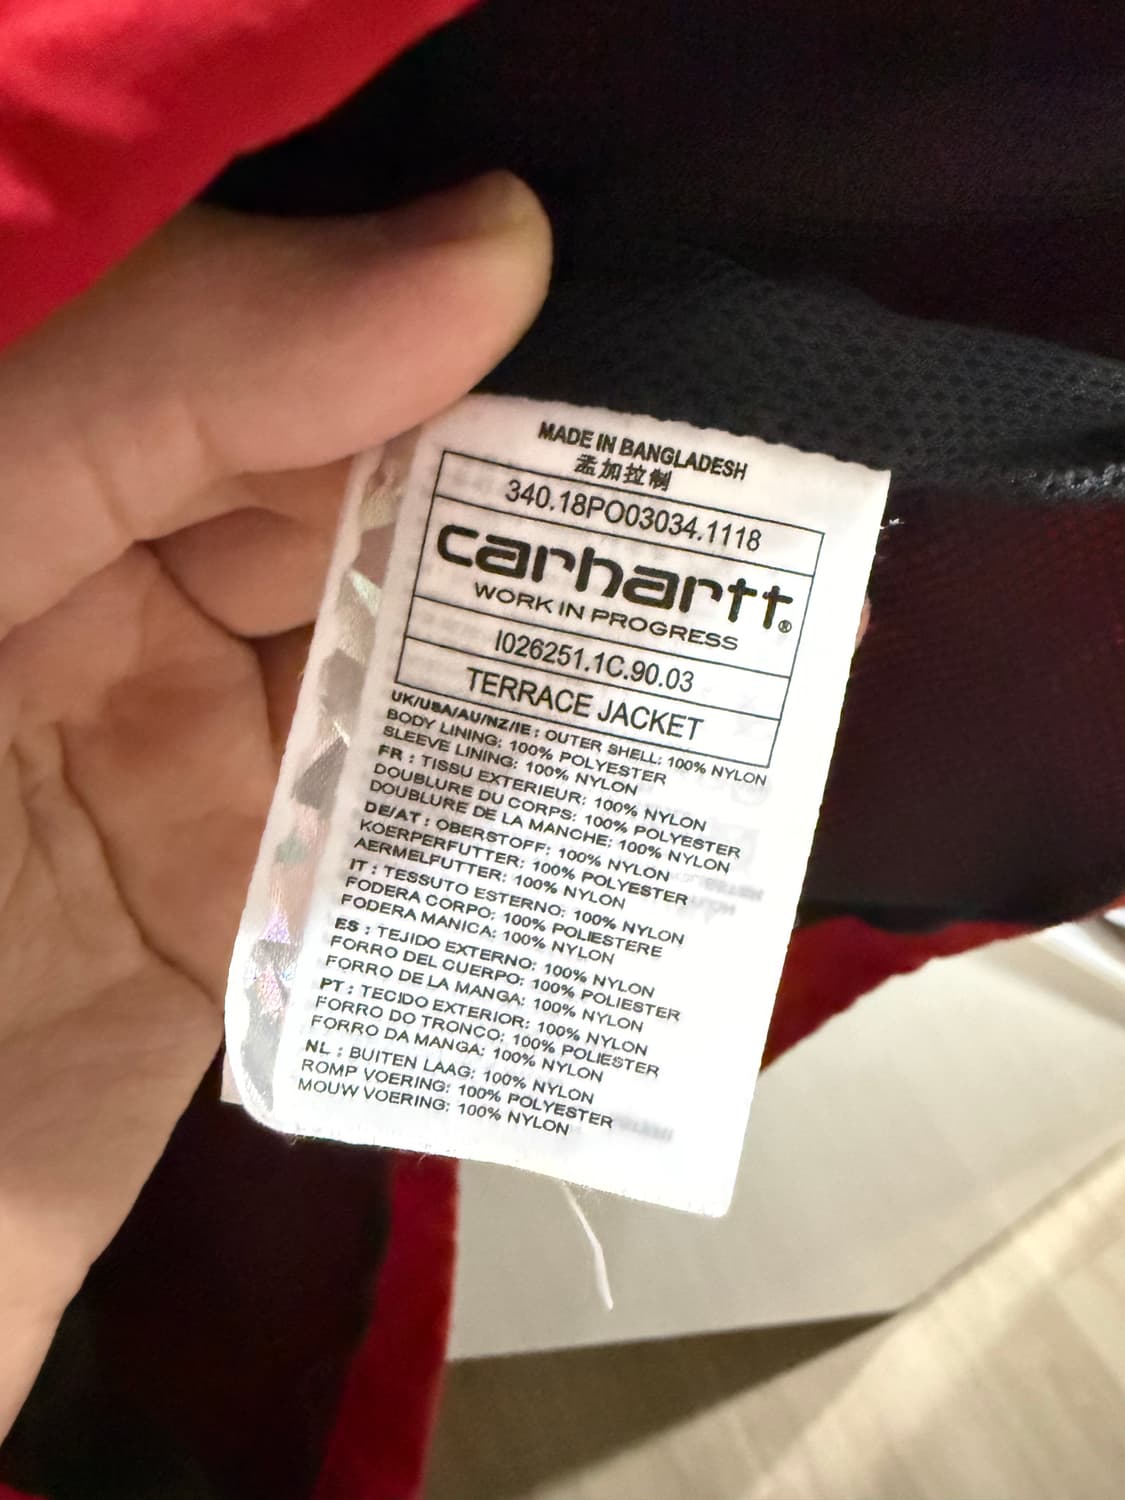 MADE IN BANGLADESH
孟加拉制
340.18PO03034.1118
carhartt®
WORK IN PROGRESS
I026251.1C.90.03
TERRACE JACKET
UK/USA/AU/NZ/IE : OUTER SHELL: 100% NYLON
BODY LINING: 100% POLYESTER
SLEEVE LINING: 100% NYLON
FR : TISSU EXTERIEUR: 100% NYLON
DOUBLURE DU CORPS: 100% POLYESTER
DOUBLURE DE LA MANCHE: 100% NYLON
DE/AT : OBERSTOFF: 100% NYLON
KOERPERFUTTER: 100% POLYESTER
AERMELFUTTER: 100% NYLON
IT : TESSUTO ESTERNO: 100% NYLON
FODERA CORPO: 100% POLIESTERE
FODERA MANICA: 100% NYLON
ES : TEJIDO EXTERNO: 100% NYLON
FORRO DEL CUERPO: 100% POLIESTER
FORRO DE LA MANGA: 100% NYLON
PT : TECIDO EXTERIOR: 100% NYLON
FORRO DO TRONCO: 100% POLIESTER
FORRO DA MANGA: 100% NYLON
NL : BUITEN LAAG: 100% NYLON
ROMP VOERING: 100% POLYESTER
MOUW VOERING: 100% NYLON